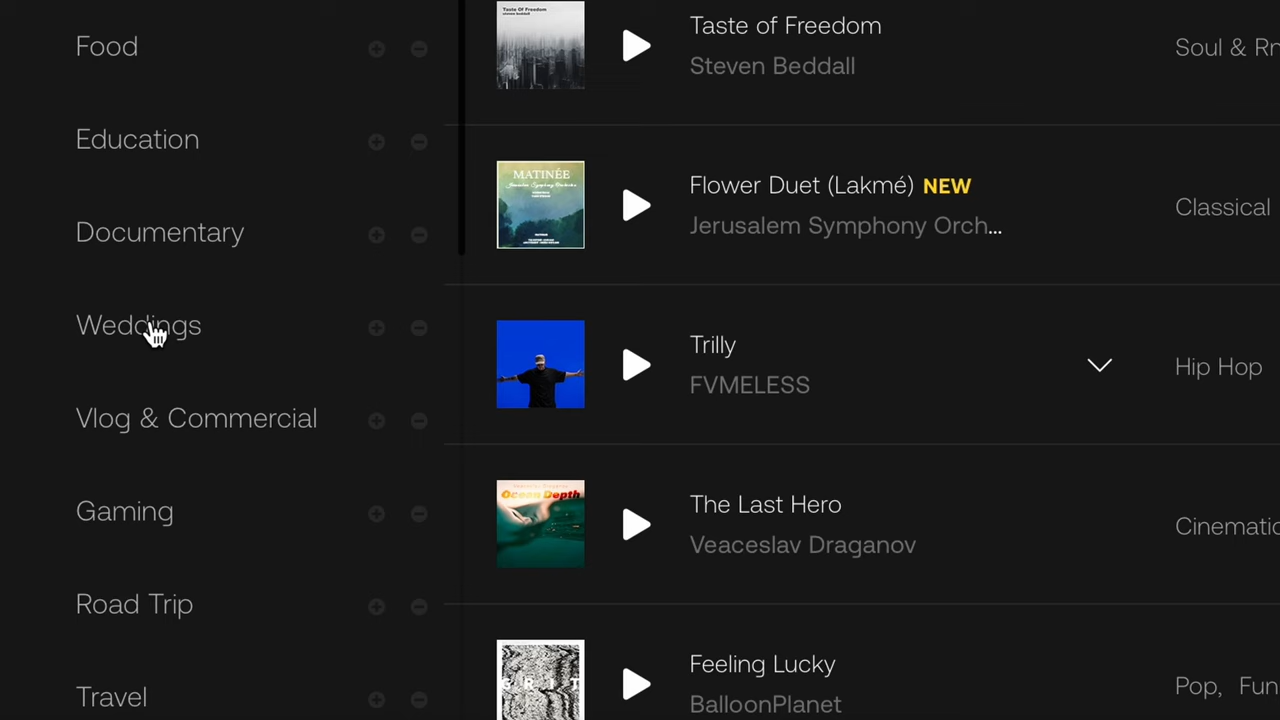 Food
Education
Documentary
Weddings
Vlog & Commercial
Gaming
Road Trip
Travel
Taste Of Freedom
Taste of Freedom
Steven Beddall
Soul & Rn
MATINÉE
Flower Duet (Lakmé) NEW
Jerusalem Symphony Orch...
Classical
Trilly
FVMELESS
Hip Hop
Ocean Depth
The Last Hero
Veaceslav Draganov
Cinematic
GRIT
Feeling Lucky
BalloonPlanet
Pop, Fun